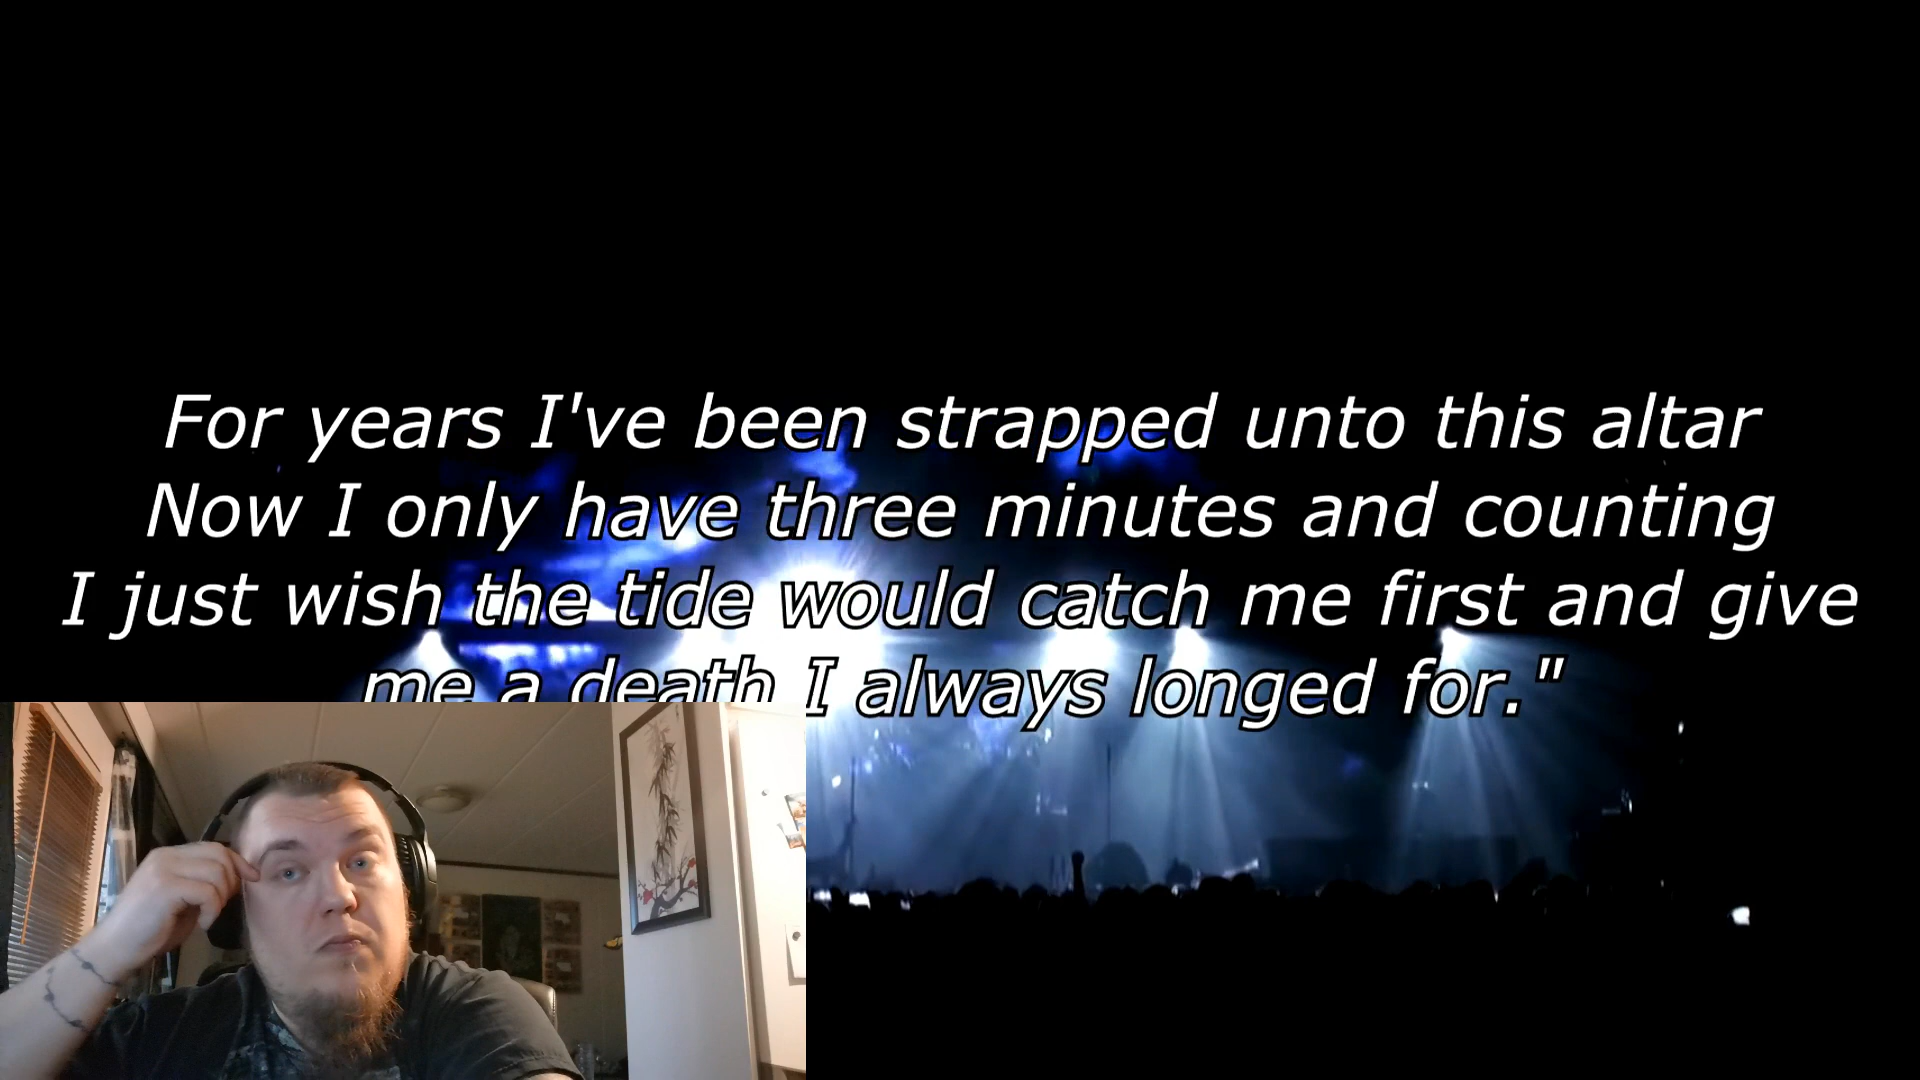 For years I've been strapped unto this altar
Now I only have three minutes and counting
I just wish the tide would catch me first and give
me a death I always longed for."